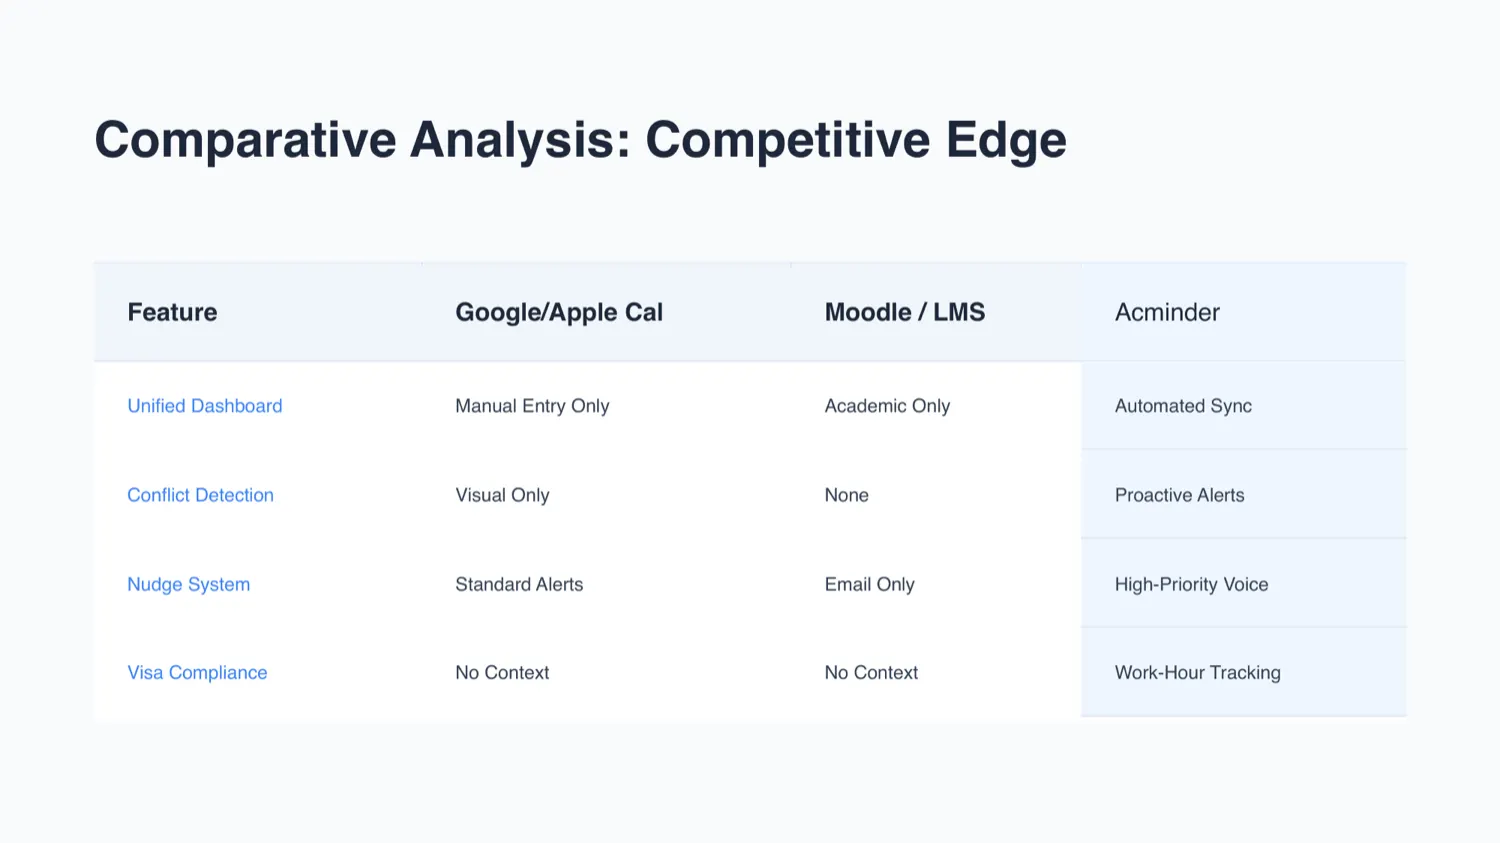 Comparative Analysis: Competitive Edge
Feature Google/Apple Cal Moodle / LMS Acminder
Unified Dashboard Manual Entry Only Academic Only Automated Sync
Conflict Detection Visual Only None Proactive Alerts
Nudge System Standard Alerts Email Only High-Priority Voice
Visa Compliance No Context No Context Work-Hour Tracking